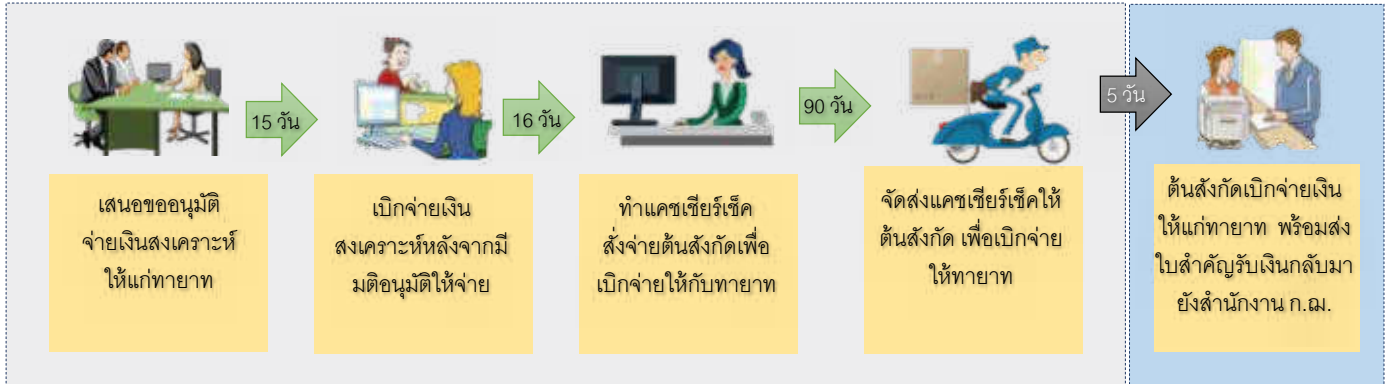 15 วัน
16 วัน
90 วัน
5 วัน
เสนอขออนุมัติ
จ่ายเงินสงเคราะห์
ให้แก่ทายาท
เบิกจ่ายเงิน
สงเคราะห์หลังจากมี
มติอนุมัติให้จ่าย
ทำแคชเชียร์เช็ค
สั่งจ่ายต้นสังกัดเพื่อ
เบิกจ่ายให้กับทายาท
จัดส่งแคชเชียร์เช็คให้
ต้นสังกัด เพื่อเบิกจ่าย
ให้ทายาท
ต้นสังกัดเบิกจ่ายเงิน
ให้แก่ทายาท พร้อมส่ง
ใบสำคัญรับเงินกลับมา
ยังสำนักงาน ก.ฌ.